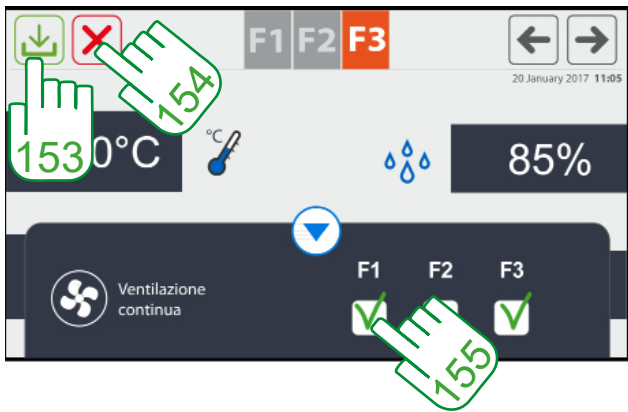 F1 F2 F3
20 January 2017 11:05
153
154
0°C
°C
85%
F1 F2 F3
Ventilazione
continua
155